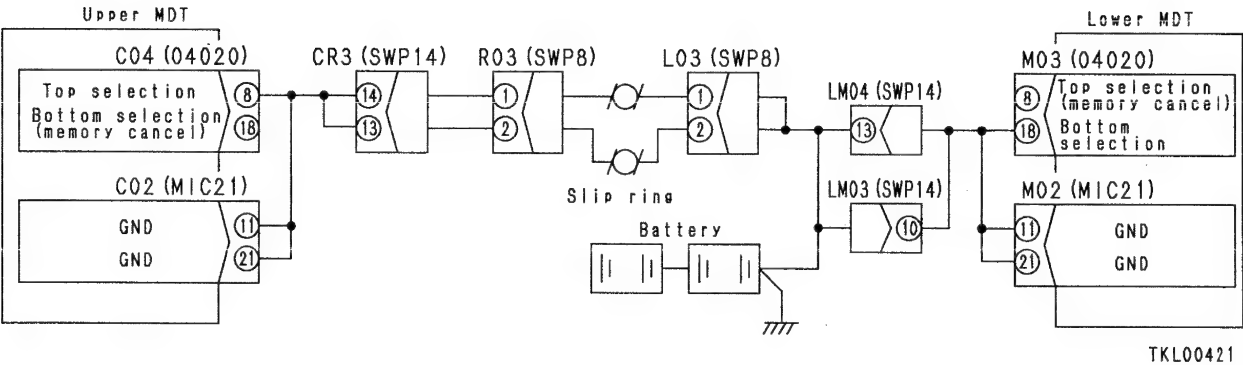 Upper MDT
Lower MDT
C04 (04020)
CR3 (SWP14)
R03 (SWP8)
L03 (SWP8)
M03 (04020)
Top selection
8
Bottom selection
(memory cancel)
18
14
13
1
2
1
2
LM04 (SWP14)
13
8
Top selection
(memory cancel)
18
Bottom
selection
Slip ring
C02 (MIC21)
GND
11
GND
21
Battery
LM03 (SWP14)
10
M02 (MIC21)
11
GND
21
GND
TKL00421